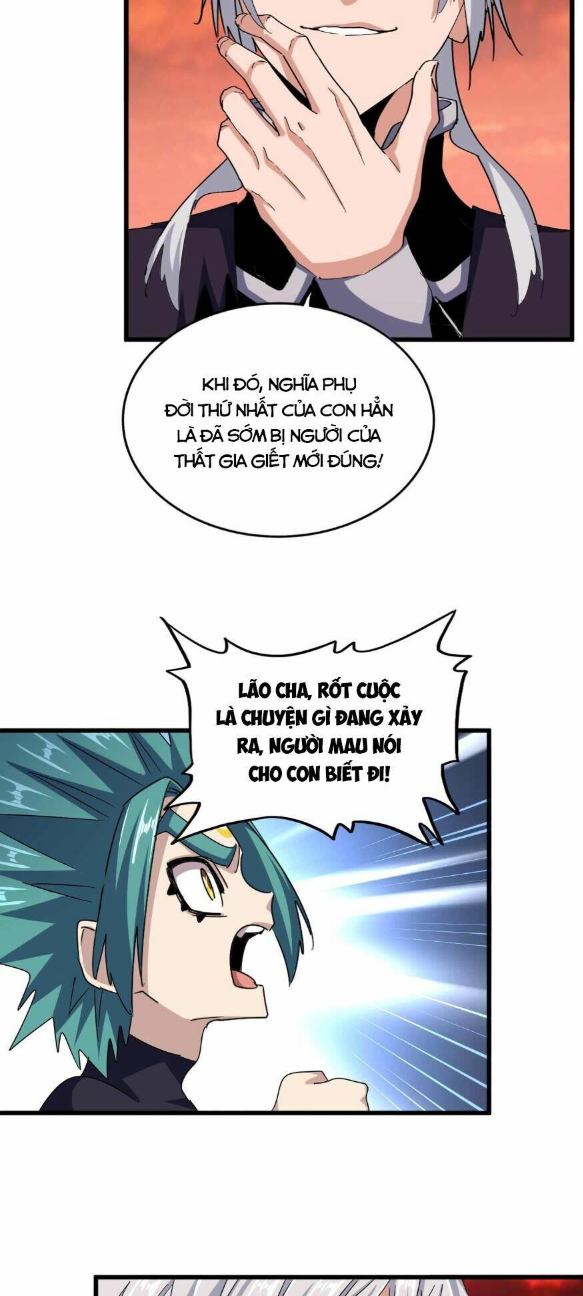 KHI ĐÓ, NGHĨA PHỤ
ĐỜI THỨ NHẤT CỦA CON HẲN
LÀ ĐÃ SỚM BỊ NGƯỜI CỦA
THẤT GIA GIẾT MỚI ĐÚNG!
LÃO CHA, RỐT CUỘC
LÀ CHUYỆN GÌ ĐANG XẢY
RA, NGƯỜI MAU NÓI
CHO CON BIẾT ĐI!